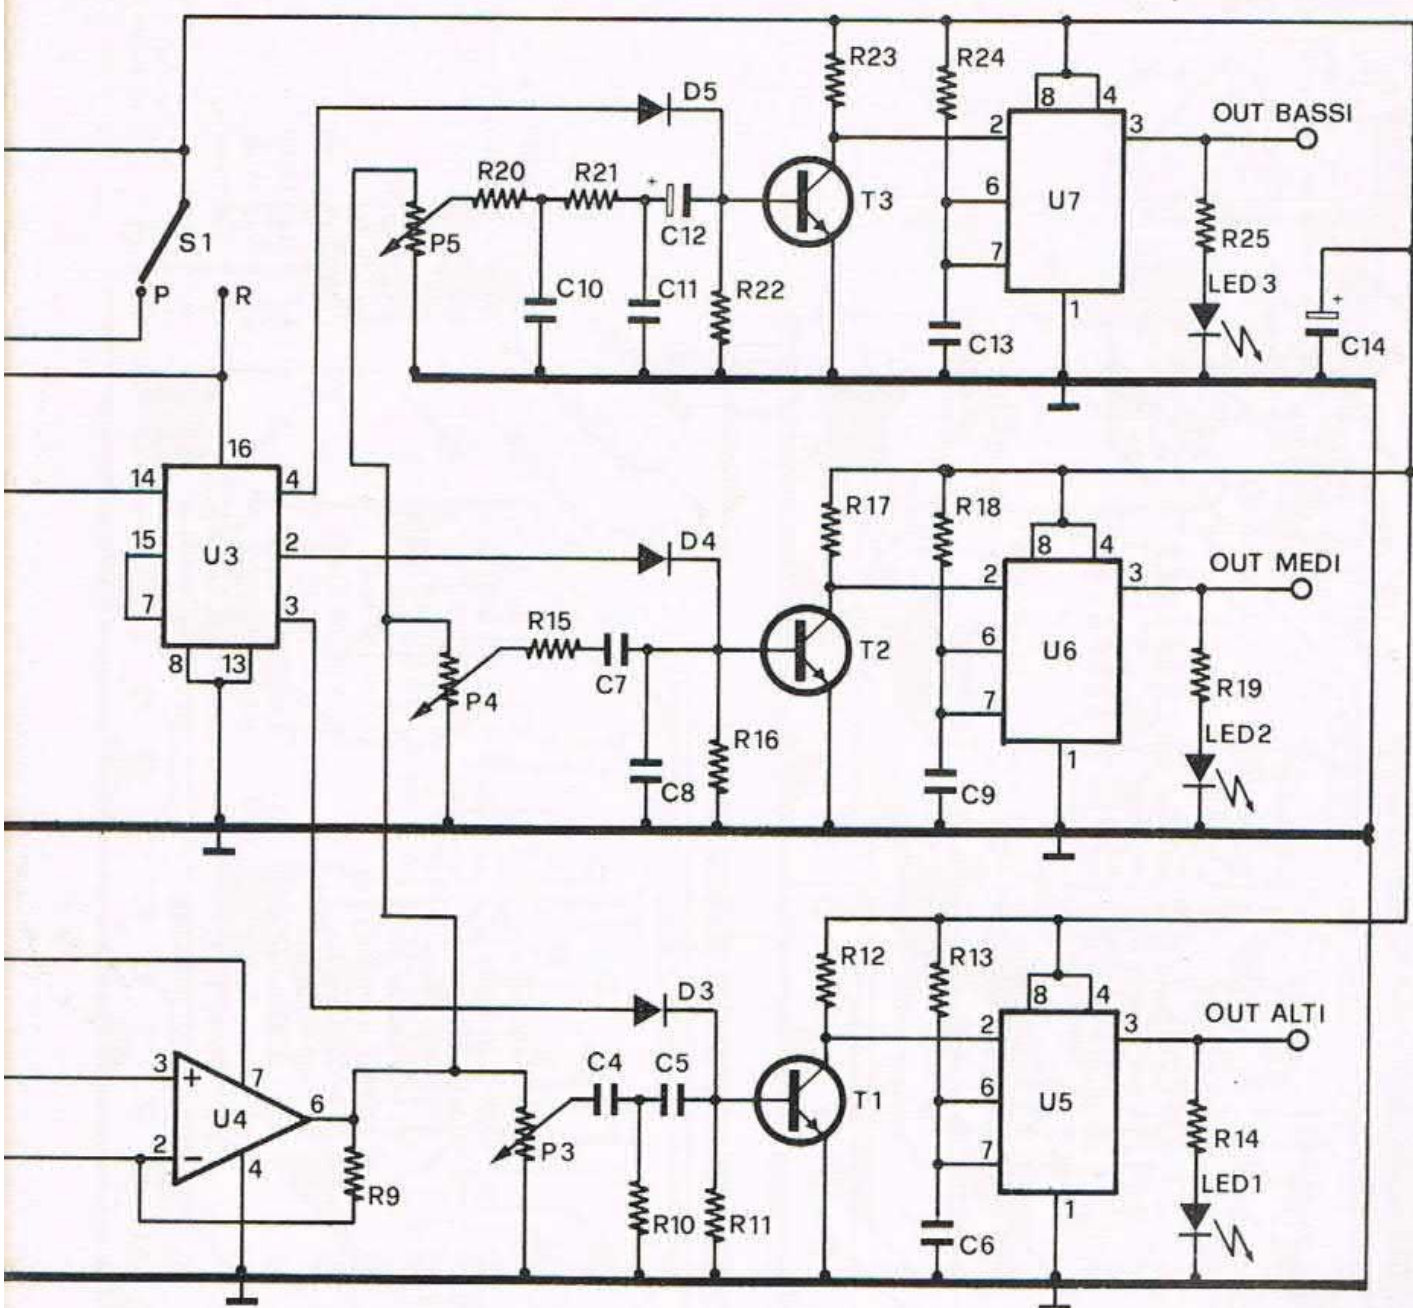 R23
R24
8
4
D5
2
3
OUT BASSI
R20
R21
+
6
U7
T3
S1
P5
C12
7
R25
P
R
C10
C11
R22
LED 3
1
+
C13
C14
16
14
4
R17
R18
15
U3
2
D4
8
4
2
3
OUT MEDI
7
3
R15
6
U6
T2
8
13
C7
P4
7
R19
R16
LED2
1
C8
C9
R12
R13
D3
8
4
2
3
OUT ALTI
3
+
7
C4
C5
6
U5
U4
6
T1
2
-
P3
7
R14
4
R9
LED1
R10
R11
1
C6